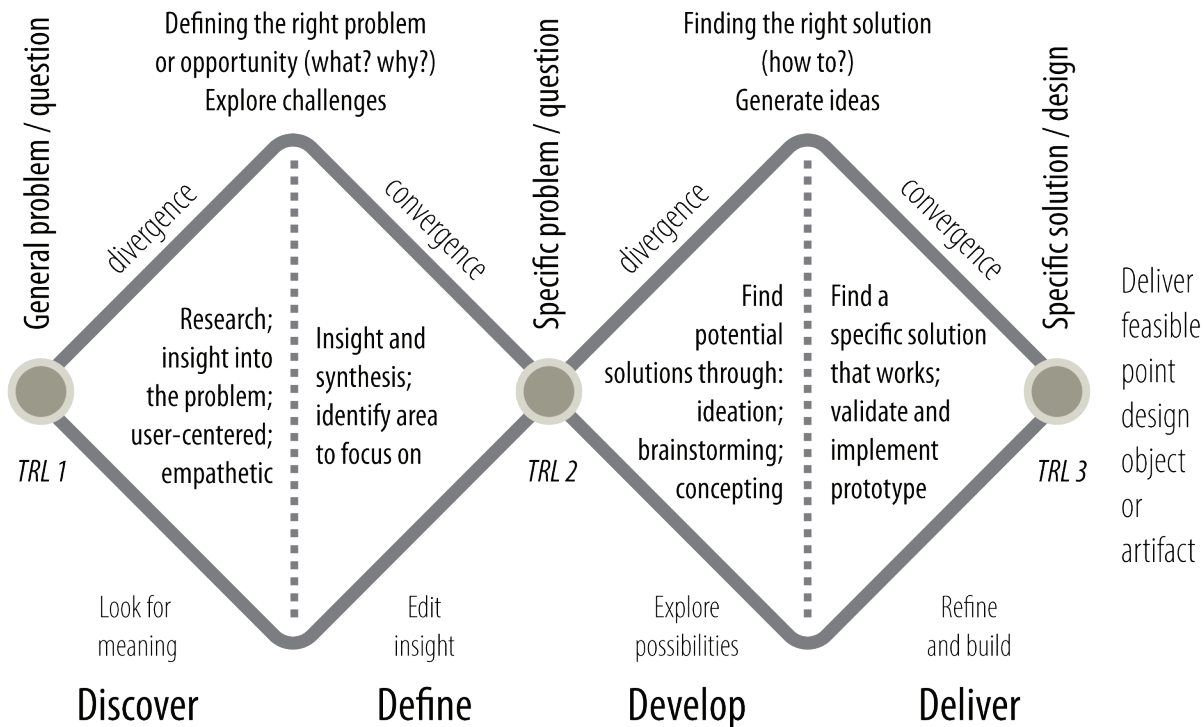 General problem / question
Defining the right problem
or opportunity (what? why?)
Explore challenges
Specific problem / question
Finding the right solution
(how to?)
Generate ideas
Specific solution / design
divergence
convergence
divergence
convergence
Research;
insight into
the problem;
user-centered;
empathetic
Insight and
synthesis;
identify area
to focus on
Find
potential
solutions through:
ideation;
brainstorming;
concepting
Find a
specific solution
that works;
validate and
implement
prototype
Deliver
feasible
point
design
object
or
artifact
TRL 1
TRL 2
TRL 3
Look for
meaning
Edit
insight
Explore
possibilities
Refine
and build
Discover
Define
Develop
Deliver